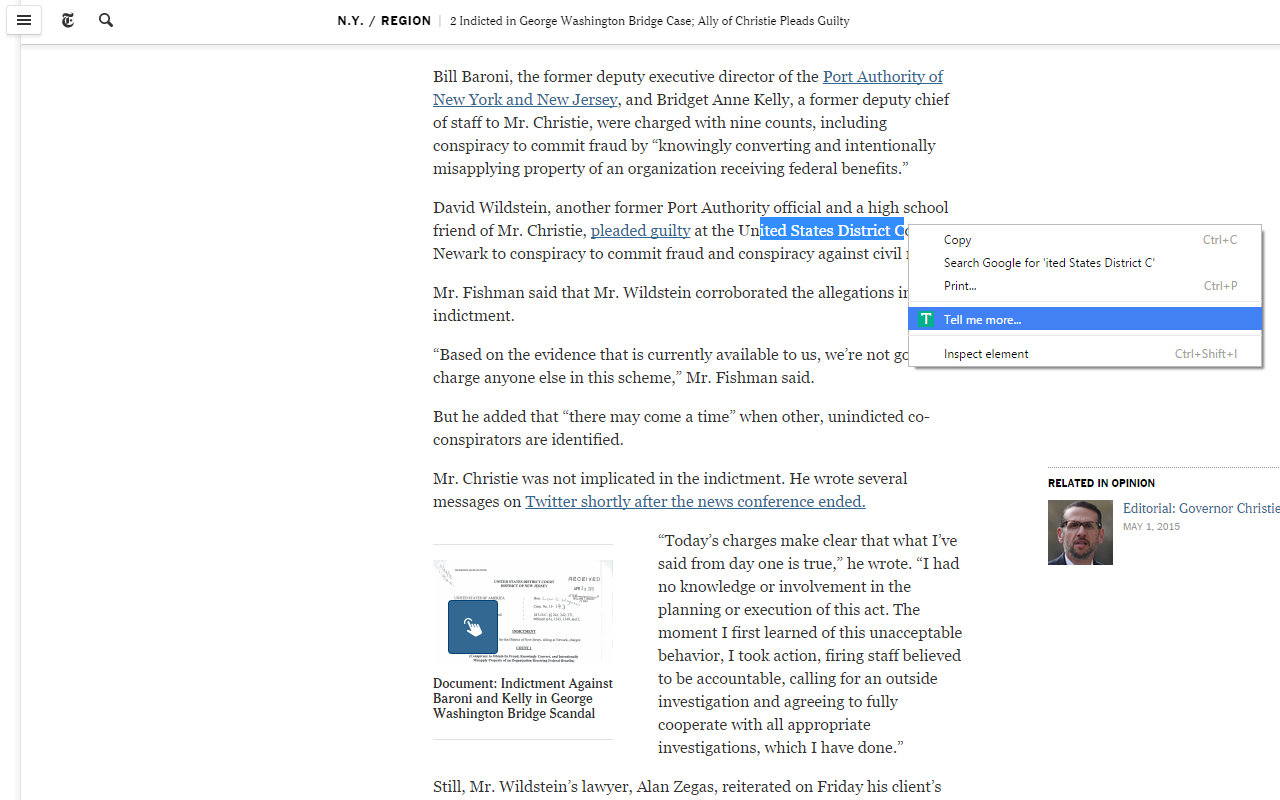 N.Y. / REGION | 2 Indicted in George Washington Bridge Case; Ally of Christie Pleads Guilty
Bill Baroni, the former deputy executive director of the Port Authority of
New York and New Jersey, and Bridget Anne Kelly, a former deputy chief
of staff to Mr. Christie, were charged with nine counts, including
conspiracy to commit fraud by “knowingly converting and intentionally
misapplying property of an organization receiving federal benefits.”
David Wildstein, another former Port Authority official and a high school
friend of Mr. Christie, pleaded guilty at the United States District C
Newark to conspiracy to commit fraud and conspiracy against civil
Mr. Fishman said that Mr. Wildstein corroborated the allegations in
indictment.
“Based on the evidence that is currently available to us, we’re not go
charge anyone else in this scheme,” Mr. Fishman said.
But he added that “there may come a time” when other, unindicted co-
conspirators are identified.
Mr. Christie was not implicated in the indictment. He wrote several
messages on Twitter shortly after the news conference ended.
Copy Ctrl+C
Search Google for 'ited States District C'
Print... Ctrl+P
T Tell me more...
Inspect element Ctrl+Shift+I
RELATED IN OPINION
Editorial: Governor Christie
MAY 1, 2015
RECEIVED
UNITED STATES DISTRICT COURT
DISTRICT OF NEW JERSEY
UNITED STATES OF AMERICA
INDICTMENT
COUNT 1
Document: Indictment Against
Baroni and Kelly in George
Washington Bridge Scandal
“Today’s charges make clear that what I’ve
said from day one is true,” he wrote. “I had
no knowledge or involvement in the
planning or execution of this act. The
moment I first learned of this unacceptable
behavior, I took action, firing staff believed
to be accountable, calling for an outside
investigation and agreeing to fully
cooperate with all appropriate
investigations, which I have done.”
Still, Mr. Wildstein’s lawyer, Alan Zegas, reiterated on Friday his client’s